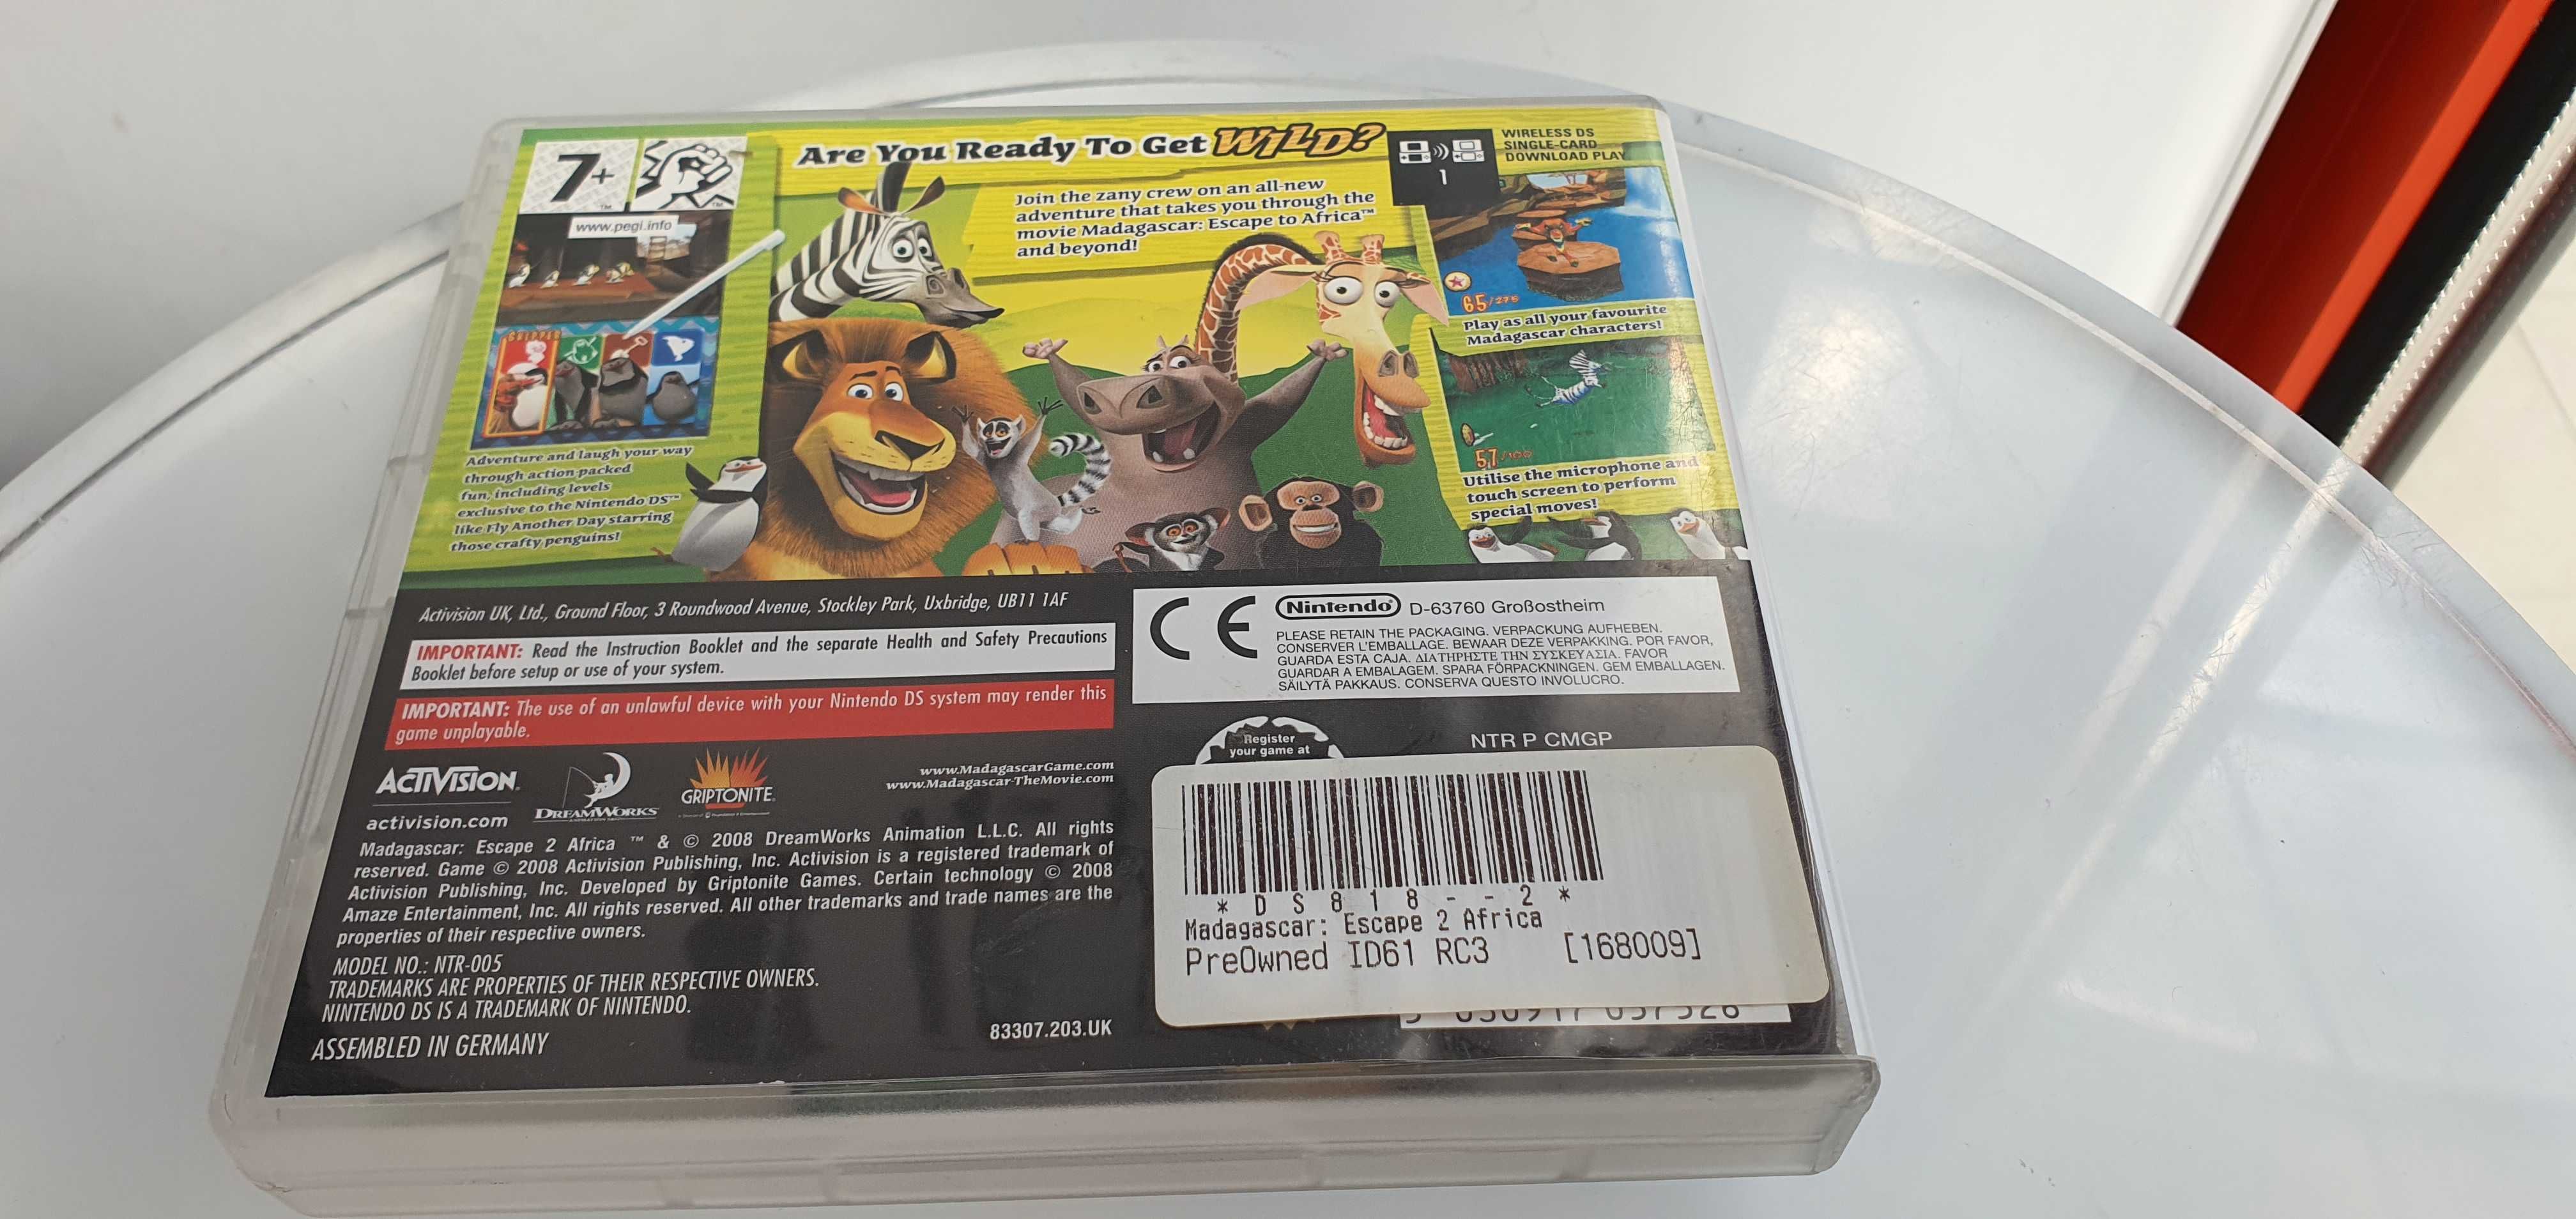 7+
www.pegi.info
Are You Ready To Get WILD?
Join the zany crew on an all-new
adventure that takes you through the
movie Madagascar: Escape to Africa™
and beyond!
1
WIRELESS DS
SINGLE-CARD
DOWNLOAD PLAY
65/275
Play as all your favourite
Madagascar characters!
57/100
Utilise the microphone and
touch screen to perform
special moves!
SKIPPER
Adventure and laugh your way
through action-packed
fun, including levels
exclusive to the Nintendo DS™
like Fly Another Day starring
those crafty penguins!
Activision UK, Ltd., Ground Floor, 3 Roundwood Avenue, Stockley Park, Uxbridge, UB11 1AF
IMPORTANT: Read the Instruction Booklet and the separate Health and Safety Precautions
Booklet before setup or use of your system.
IMPORTANT: The use of an unlawful device with your Nintendo DS system may render this
game unplayable.
CE
Nintendo® D-63760 Großostheim
PLEASE RETAIN THE PACKAGING. VERPACKUNG AUFHEBEN.
CONSERVER L'EMBALLAGE. BEWAAR DEZE VERPAKKING. POR FAVOR,
GUARDA ESTA CAJA. ΔΙΑΤΗΡΗΣΤΕ ΤΗΝ ΣΥΣΚΕΥΑΣΙΑ. FAVOR
GUARDAR A EMBALAGEM. SPARA FÖRPACKNINGEN. GEM EMBALLAGEN.
SÄILYTÄ PAKKAUS. CONSERVA QUESTO INVOLUCRO.
Register
your game at
NTR P CMGP
ACTIVISION®
activision.com
DREAMWORKS
GRIPTONITE
www.MadagascarGame.com
www.Madagascar-TheMovie.com
Madagascar: Escape 2 Africa ™ & © 2008 DreamWorks Animation L.L.C. All rights
reserved. Game © 2008 Activision Publishing, Inc. Activision is a registered trademark of
Activision Publishing, Inc. Developed by Griptonite Games. Certain technology © 2008
Amaze Entertainment, Inc. All rights reserved. All other trademarks and trade names are the
properties of their respective owners.
MODEL NO.: NTR-005
TRADEMARKS ARE PROPERTIES OF THEIR RESPECTIVE OWNERS.
NINTENDO DS IS A TRADEMARK OF NINTENDO.
ASSEMBLED IN GERMANY
83307.203.UK
* D S 8 1 8 - - 2 *
Madagascar: Escape 2 Africa
PreOwned ID61 RC3 [168009]
5 030917 057526